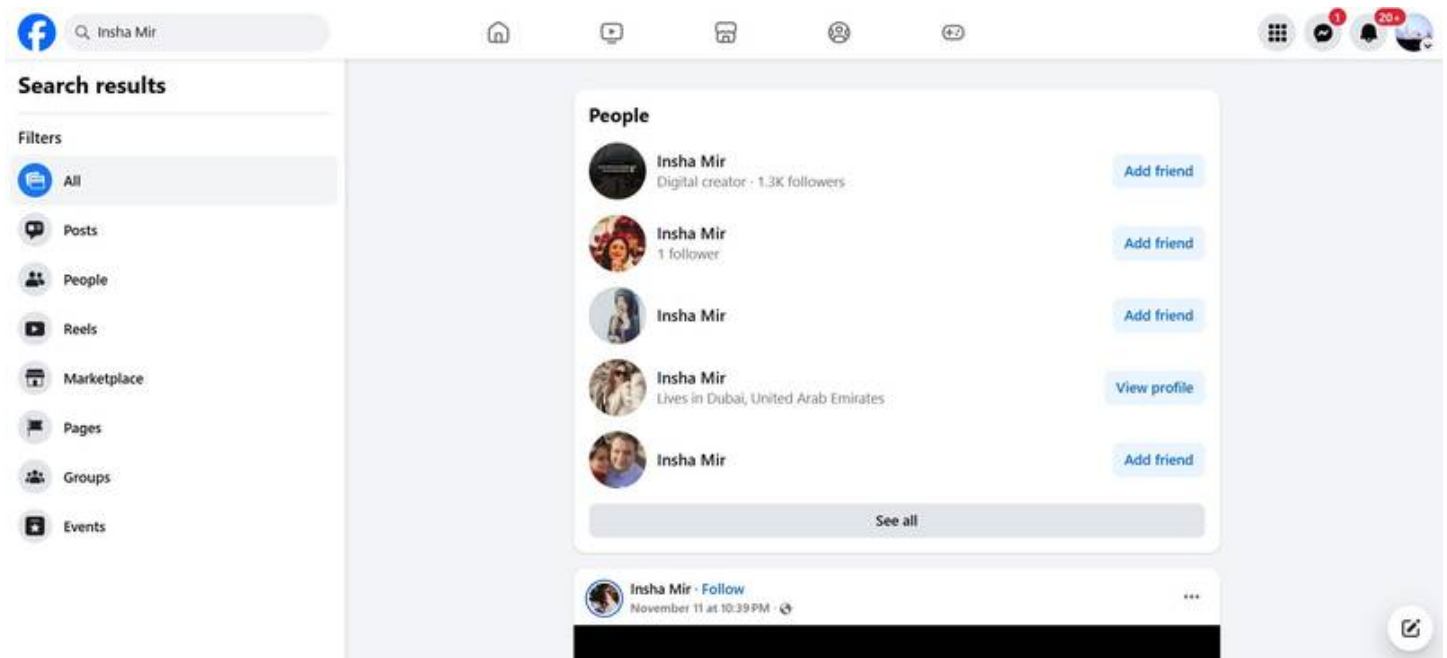 Insha Mir
1
20+
Search results
Filters
All
Posts
People
Reels
Marketplace
Pages
Groups
Events
People
Insha Mir
Digital creator · 1.3K followers
Add friend
Insha Mir
1 follower
Add friend
Insha Mir
Add friend
Insha Mir
Lives in Dubai, United Arab Emirates
View profile
Insha Mir
Add friend
See all
Insha Mir · Follow
November 11 at 10:39 PM ·